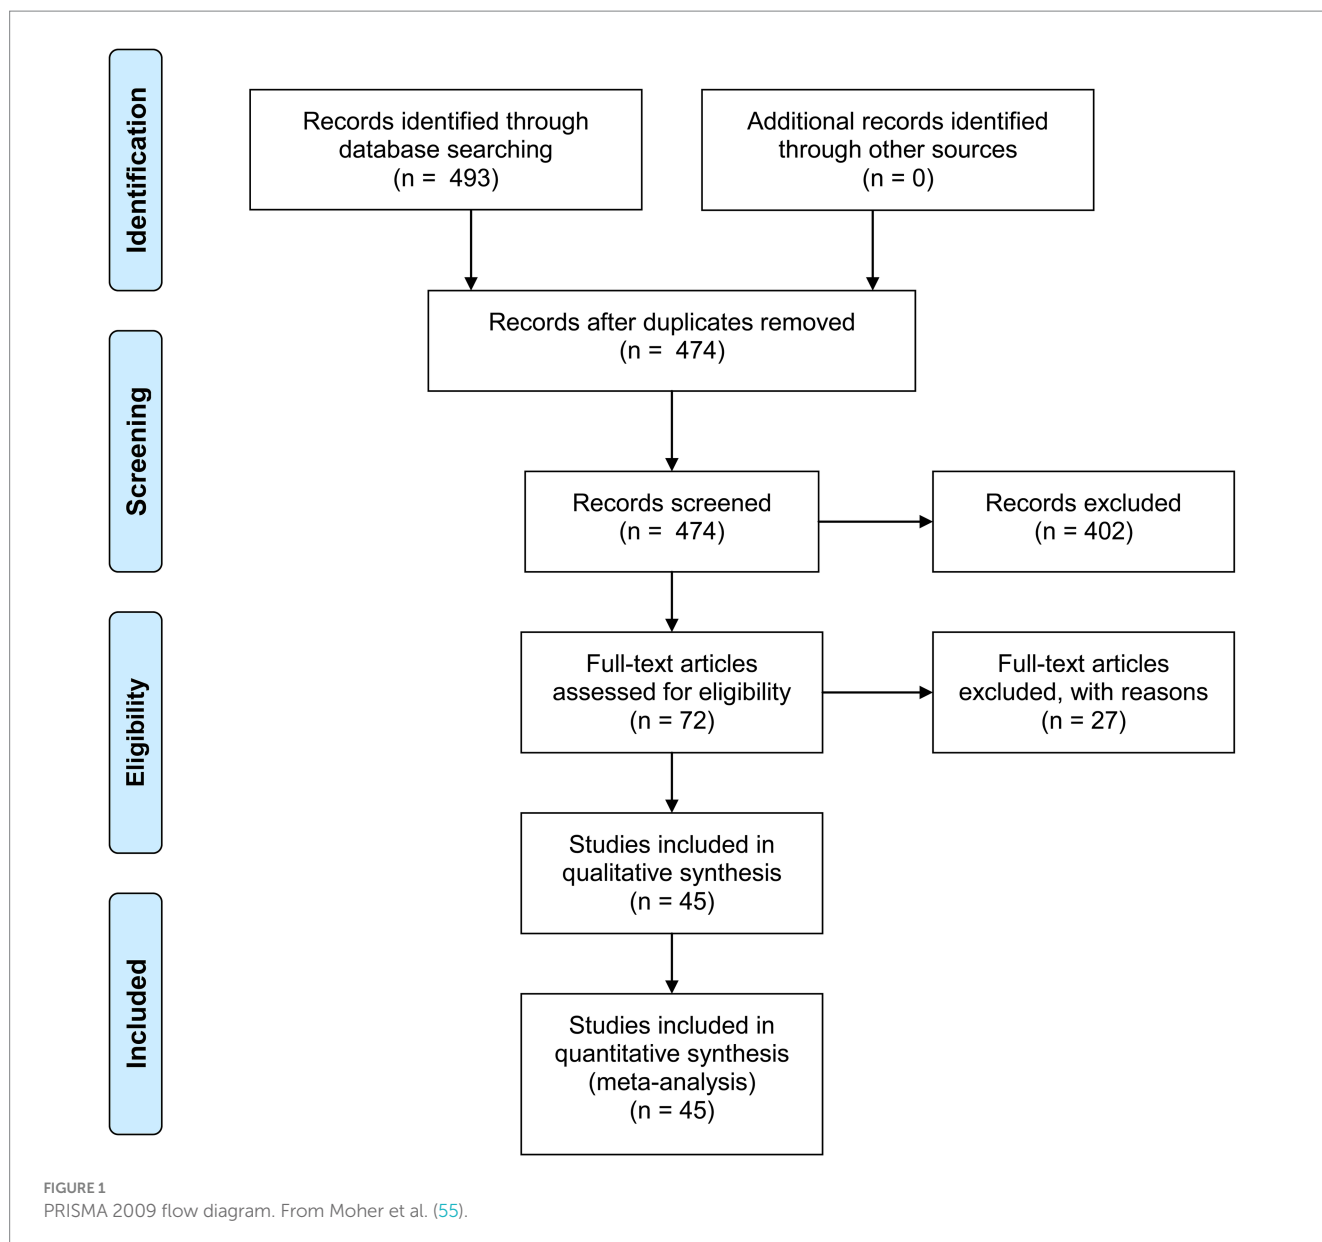 Identification
Records identified through
database searching
(n = 493)
Additional records identified
through other sources
(n = 0)
Records after duplicates removed
(n = 474)
Screening
Records screened
(n = 474)
Records excluded
(n = 402)
Eligibility
Full-text articles
assessed for eligibility
(n = 72)
Full-text articles
excluded, with reasons
(n = 27)
Studies included in
qualitative synthesis
(n = 45)
Included
Studies included in
quantitative synthesis
(meta-analysis)
(n = 45)
FIGURE 1
PRISMA 2009 flow diagram. From Moher et al. (55).